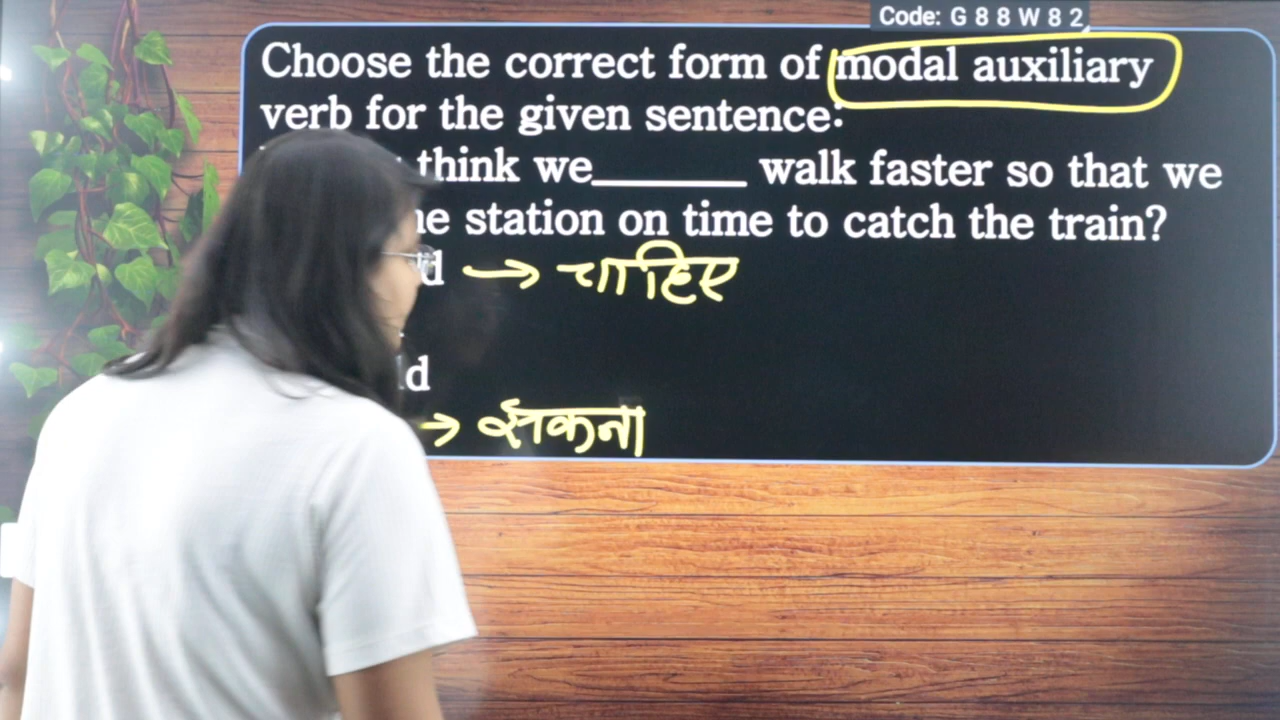 Code: G 8 8 W 8 2
Choose the correct form of modal auxiliary
verb for the given sentence:
think we______ walk faster so that we
station on time to catch the train?
→ चाहिए
→ सकना